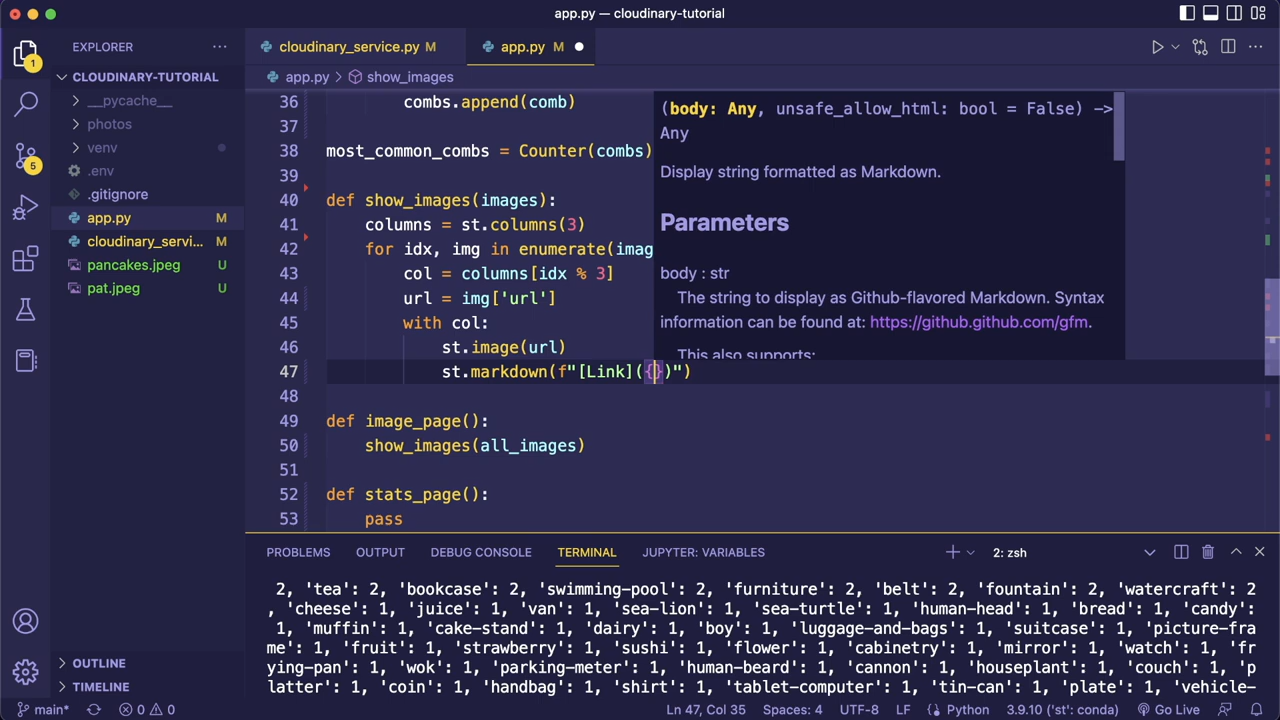 app.py — cloudinary-tutorial
EXPLORER
CLOUDINARY-TUTORIAL
__pycache__
photos
venv
.env
.gitignore
app.py M
cloudinary_servi... M
pancakes.jpeg U
pat.jpeg U
OUTLINE
TIMELINE
1
5
cloudinary_service.py M
app.py M
app.py > show_images
36 combs.append(comb)
37
38 most_common_combs = Counter(combs)
39
40 def show_images(images):
41 columns = st.columns(3)
42 for idx, img in enumerate(imag
43 col = columns[idx % 3]
44 url = img['url']
45 with col:
46 st.image(url)
47 st.markdown(f"[Link]({})")
48
49 def image_page():
50 show_images(all_images)
51
52 def stats_page():
53 pass
(body: Any, unsafe_allow_html: bool = False) ->
Any
Display string formatted as Markdown.
Parameters
body : str
The string to display as Github-flavored Markdown. Syntax
information can be found at: https://github.github.com/gfm.
This also supports:
PROBLEMS OUTPUT DEBUG CONSOLE TERMINAL JUPYTER: VARIABLES 2: zsh
2, 'tea': 2, 'bookcase': 2, 'swimming-pool': 2, 'furniture': 2, 'belt': 2, 'fountain': 2, 'watercraft': 2
, 'cheese': 1, 'juice': 1, 'van': 1, 'sea-lion': 1, 'sea-turtle': 1, 'human-head': 1, 'bread': 1, 'candy':
1, 'muffin': 1, 'cake-stand': 1, 'dairy': 1, 'boy': 1, 'luggage-and-bags': 1, 'suitcase': 1, 'picture-fra
me': 1, 'fruit': 1, 'strawberry': 1, 'sushi': 1, 'flower': 1, 'cabinetry': 1, 'mirror': 1, 'watch': 1, 'fr
ying-pan': 1, 'wok': 1, 'parking-meter': 1, 'human-beard': 1, 'cannon': 1, 'houseplant': 1, 'couch': 1, 'p
latter': 1, 'coin': 1, 'handbag': 1, 'shirt': 1, 'tablet-computer': 1, 'tin-can': 1, 'plate': 1, 'vehicle-
main* 0 0 Ln 47, Col 35 Spaces: 4 UTF-8 LF Python 3.9.10 ('st': conda) Go Live